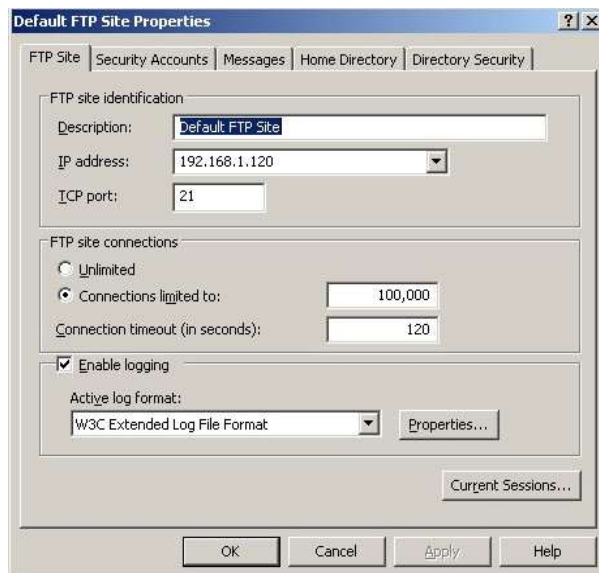 Default FTP Site Properties
FTP Site Security Accounts Messages Home Directory Directory Security
FTP site identification
Description: Default FTP Site
IP address: 192.168.1.120
TCP port: 21
FTP site connections
Unlimited
Connections limited to: 100,000
Connection timeout (in seconds): 120
Enable logging
Active log format:
W3C Extended Log File Format Properties...
Current Sessions...
OK Cancel Apply Help